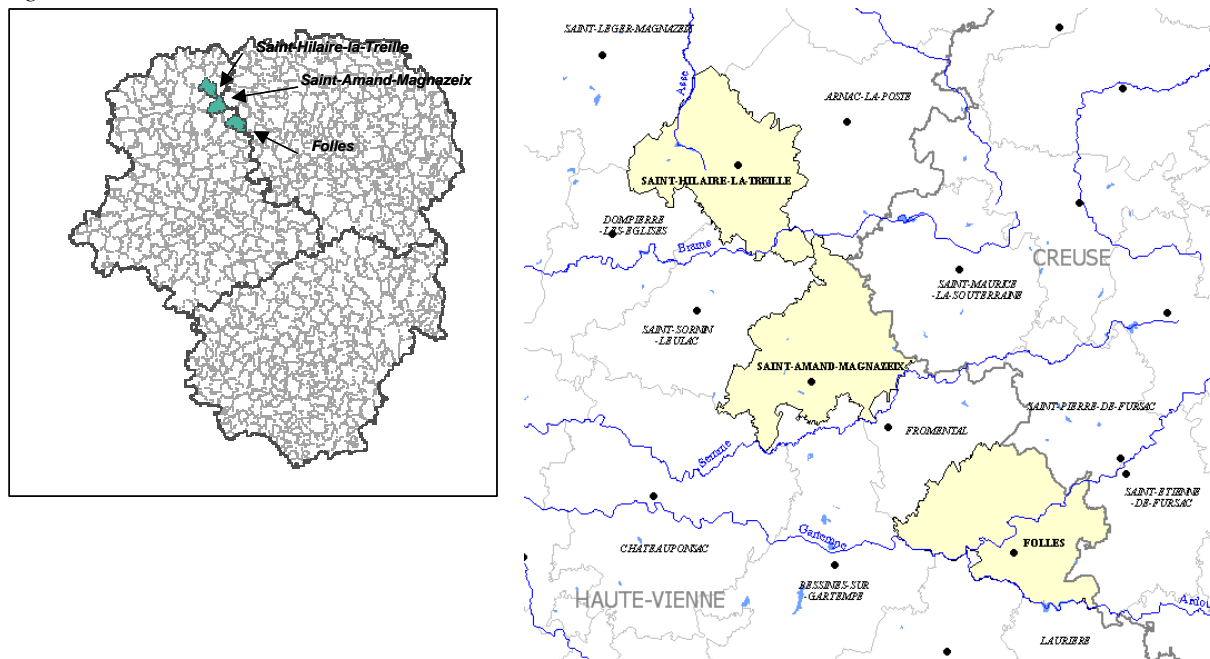 Saint-Hilaire-la-Treille
Saint-Amand-Magnazeix
Folles
SAINT-LEGER-MAGNAZEIX
Asse
ARNAC-LA-POSTE
SAINT-HILAIRE-LA-TREILLE
DOMPIERRE
-LES-EGLISES
Brame
CREUSE
SAINT-MAURICE
-LA-SOUTERRAINE
SAINT-SORNIN
-LEULAC
SAINT-AMAND-MAGNAZEIX
SAINT-PIERRE-DE-FURSAC
FROMENTAL
Semme
SAINT-ETIENNE
-DE-FURSAC
Gartempe
CHATEAUPONSAC
FOLLES
BESSINES-SUR
-GARTEMPE
HAUTE-VIENNE
Ardou
LAURIERE